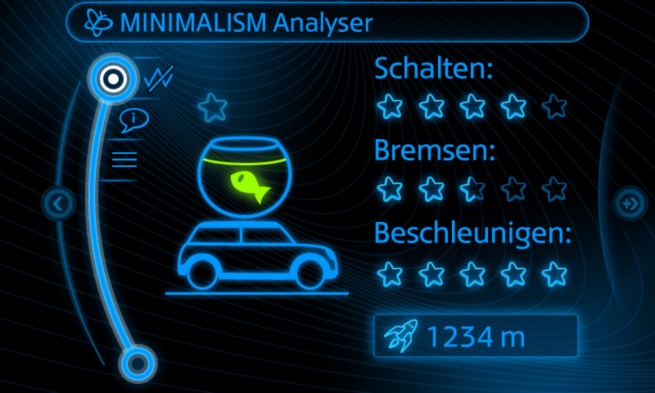 MINIMALISM Analyser
i
Schalten:
Bremsen:
Beschleunigen:
1234 m